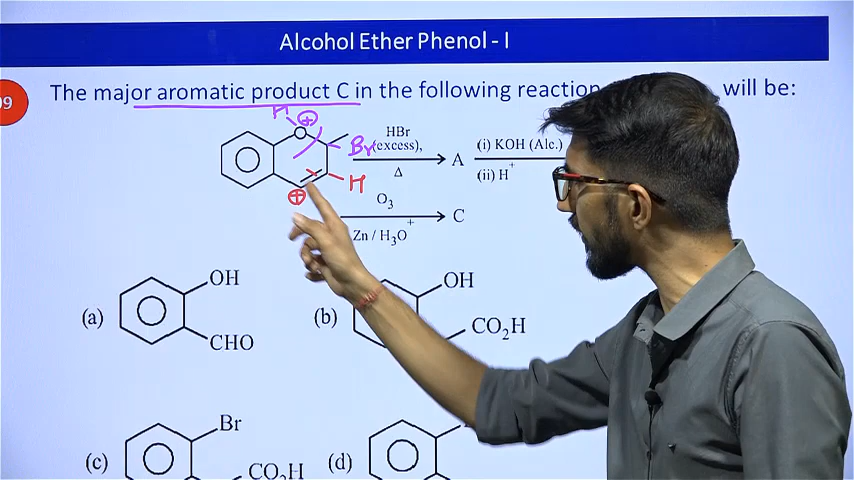 Alcohol Ether Phenol - I
09
The major aromatic product C in the following reaction will be:
H
⊕
O
Br
HBr
(excess),
Δ
A
(i) KOH (Alc.)
(ii) H+
⊕
H
O3
Zn / H3O+
C
(a)
OH
CHO
(b)
OH
CO2H
(c)
Br
CO2H
(d)